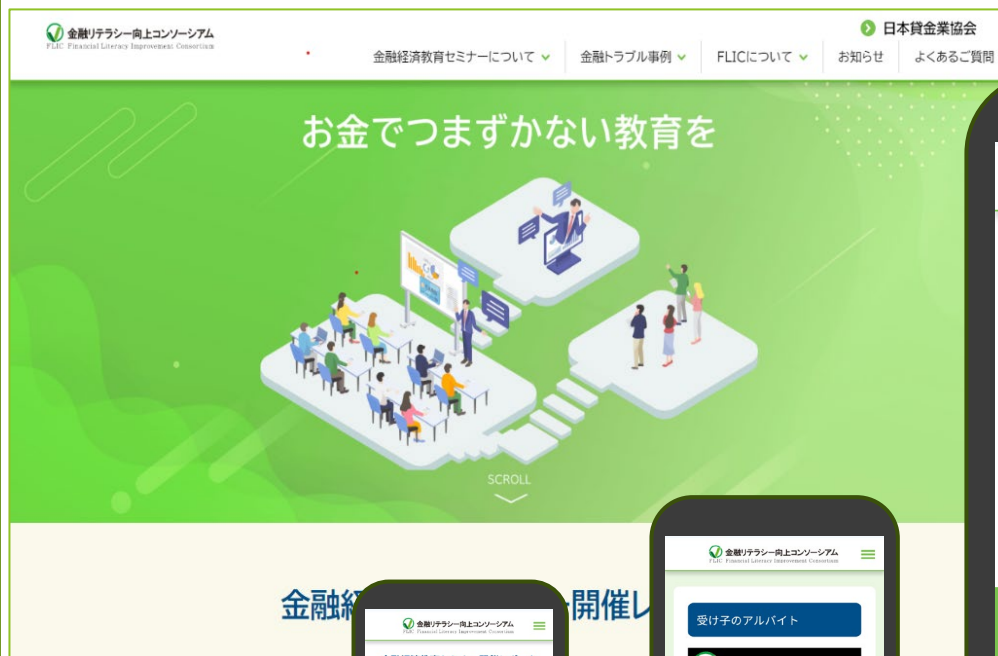 金融リテラシー向上コンソーシアム
FLIC Financial Literacy Improvement Consortium
日本貸金業協会
金融経済教育セミナーについて
金融トラブル事例
FLICについて
お知らせ
よくあるご質問
お金でつまずかない教育を
SCROLL
金融
開催し
金融リテラシー向上コンソーシアム
FLIC Financial Literacy Improvement Consortium
受け子のアルバイト
金融リテラシー向上コンソーシアム
FLIC Financial Literacy Improvement Consortium